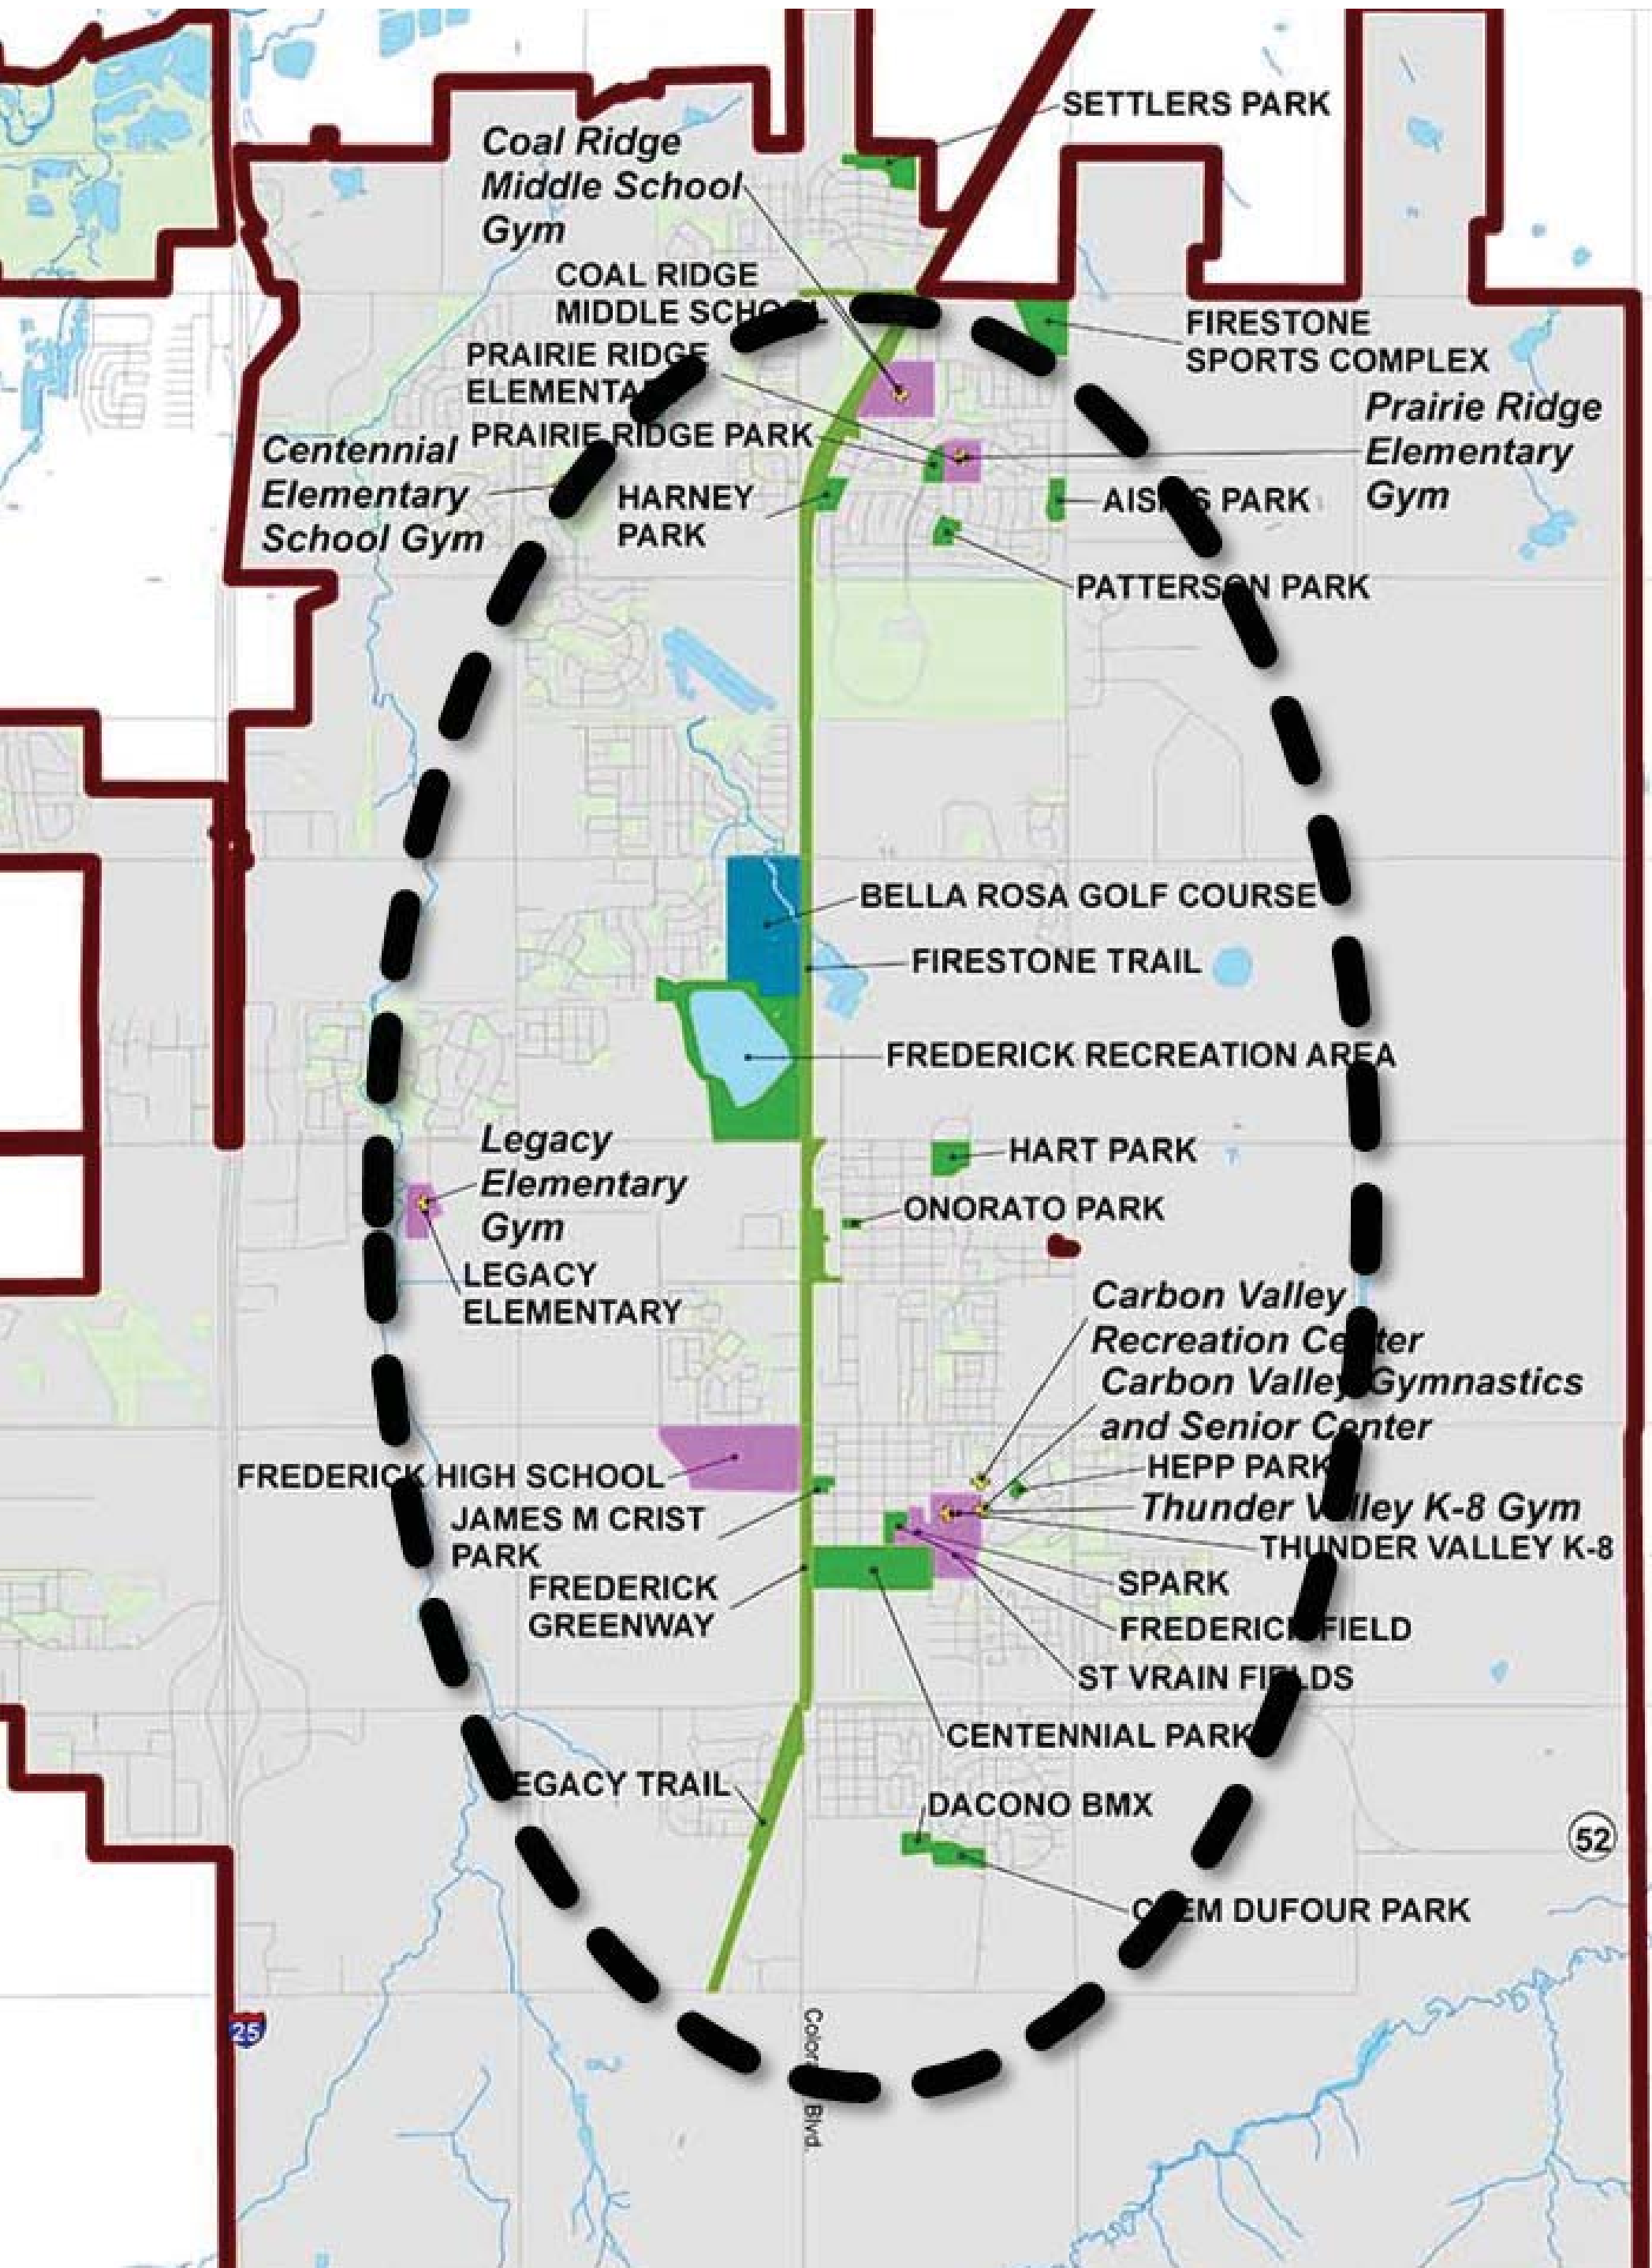 SETTLERS PARK
Coal Ridge
Middle School
Gym
COAL RIDGE
MIDDLE SCHOOL
FIRESTONE
SPORTS COMPLEX
PRAIRIE RIDGE
ELEMENTA
PRAIRIE RIDGE PARK
Prairie Ridge
Elementary
Gym
Centennial
Elementary
School Gym
HARNEY
PARK
PARK
PATTERSON PARK
BELLA ROSA GOLF COURSE
FIRESTONE TRAIL
FREDERICK RECREATION AREA
HART PARK
Legacy
Elementary
Gym
ONORATO PARK
LEGACY
ELEMENTARY
Carbon Valley
Recreation Center
Carbon Valley Gymnastics
and Senior Center
HEPP PARK
FREDERICK HIGH SCHOOL
Thunder Valley K-8 Gym
JAMES M CRIST
PARK
THUNDER VALLEY K-8
SPARK
FREDERICK
GREENWAY
FREDERICK FIELD
ST VRAIN FIELDS
CENTENNIAL PARK
LEGACY TRAIL
DACONO BMX
52
CLEM DUFOUR PARK
25
Colorado Blvd.